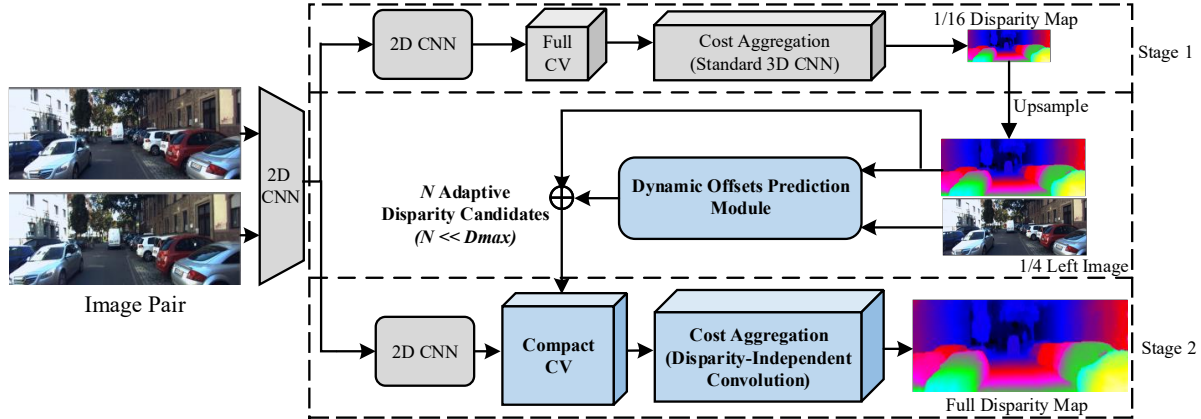 2D CNN
Full
CV
Cost Aggregation
(Standard 3D CNN)
1/16 Disparity Map
Stage 1
Upsample
2D
CNN
N Adaptive
Disparity Candidates
(N << Dmax)
Dynamic Offsets Prediction
Module
1/4 Left Image
Image Pair
2D CNN
Compact
CV
Cost Aggregation
(Disparity-Independent
Convolution)
Full Disparity Map
Stage 2